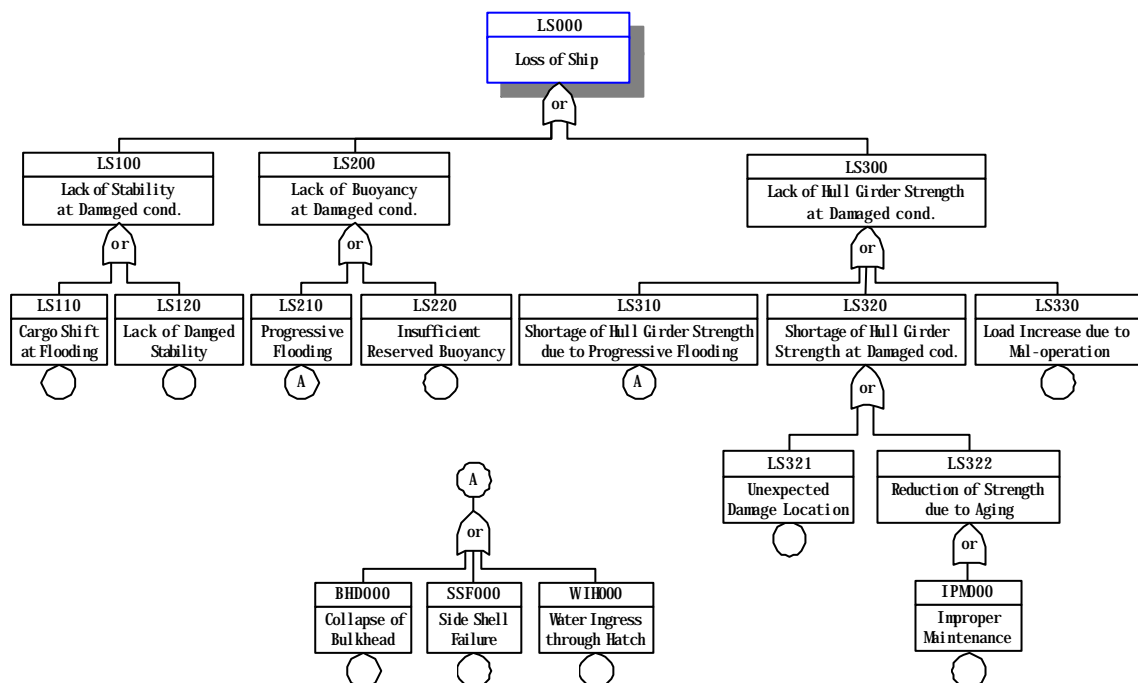 LS000
Loss of Ship
or
LS100
Lack of Stability
at Damaged cond.
or
LS200
Lack of Buoyancy
at Damaged cond.
or
LS300
Lack of Hull Girder Strength
at Damaged cond.
or
LS110
Cargo Shift
at Flooding
LS120
Lack of Damged
Stability
LS210
Progressive
Flooding
A
LS220
Insufficient
Reserved Buoyancy
LS310
Shortage of Hull Girder Strength
due to Progressive Flooding
A
LS320
Shortage of Hull Girder
Strength at Damaged cod.
or
LS330
Load Increase due to
Mal-operation
LS321
Unexpected
Damage Location
LS322
Reduction of Strength
due to Aging
or
IPM000
Improper
Maintenance
A
or
BHD000
Collapse of
Bulkhead
SSF000
Side Shell
Failure
WIH000
Water Ingress
through Hatch